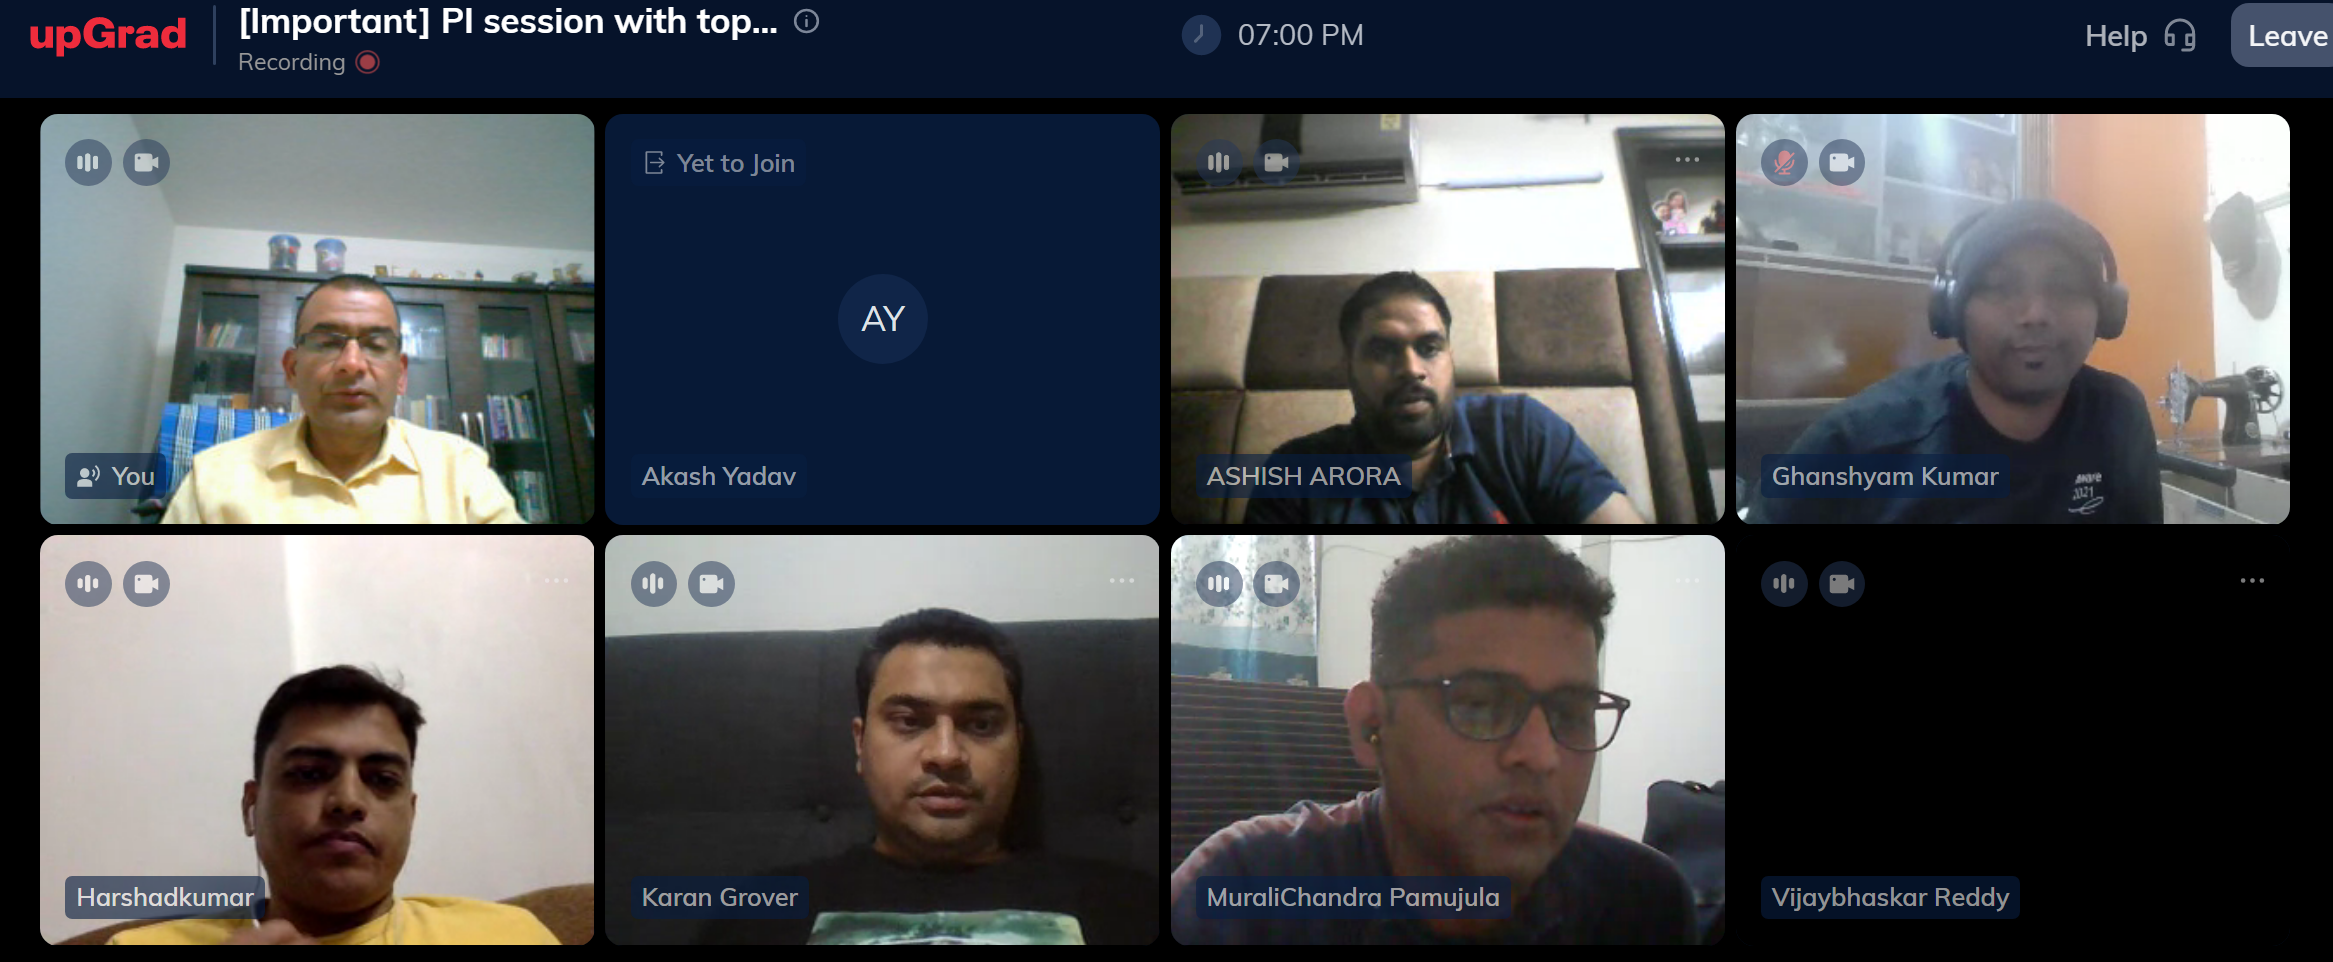 upGrad
[Important] PI session with top...
Recording
07:00 PM
Help
Leave
You
Yet to Join
AY
Akash Yadav
ASHISH ARORA
Ghanshyam Kumar
2021
Harshadkumar
Karan Grover
MuraliChandra Pamujula
Vijaybhaskar Reddy